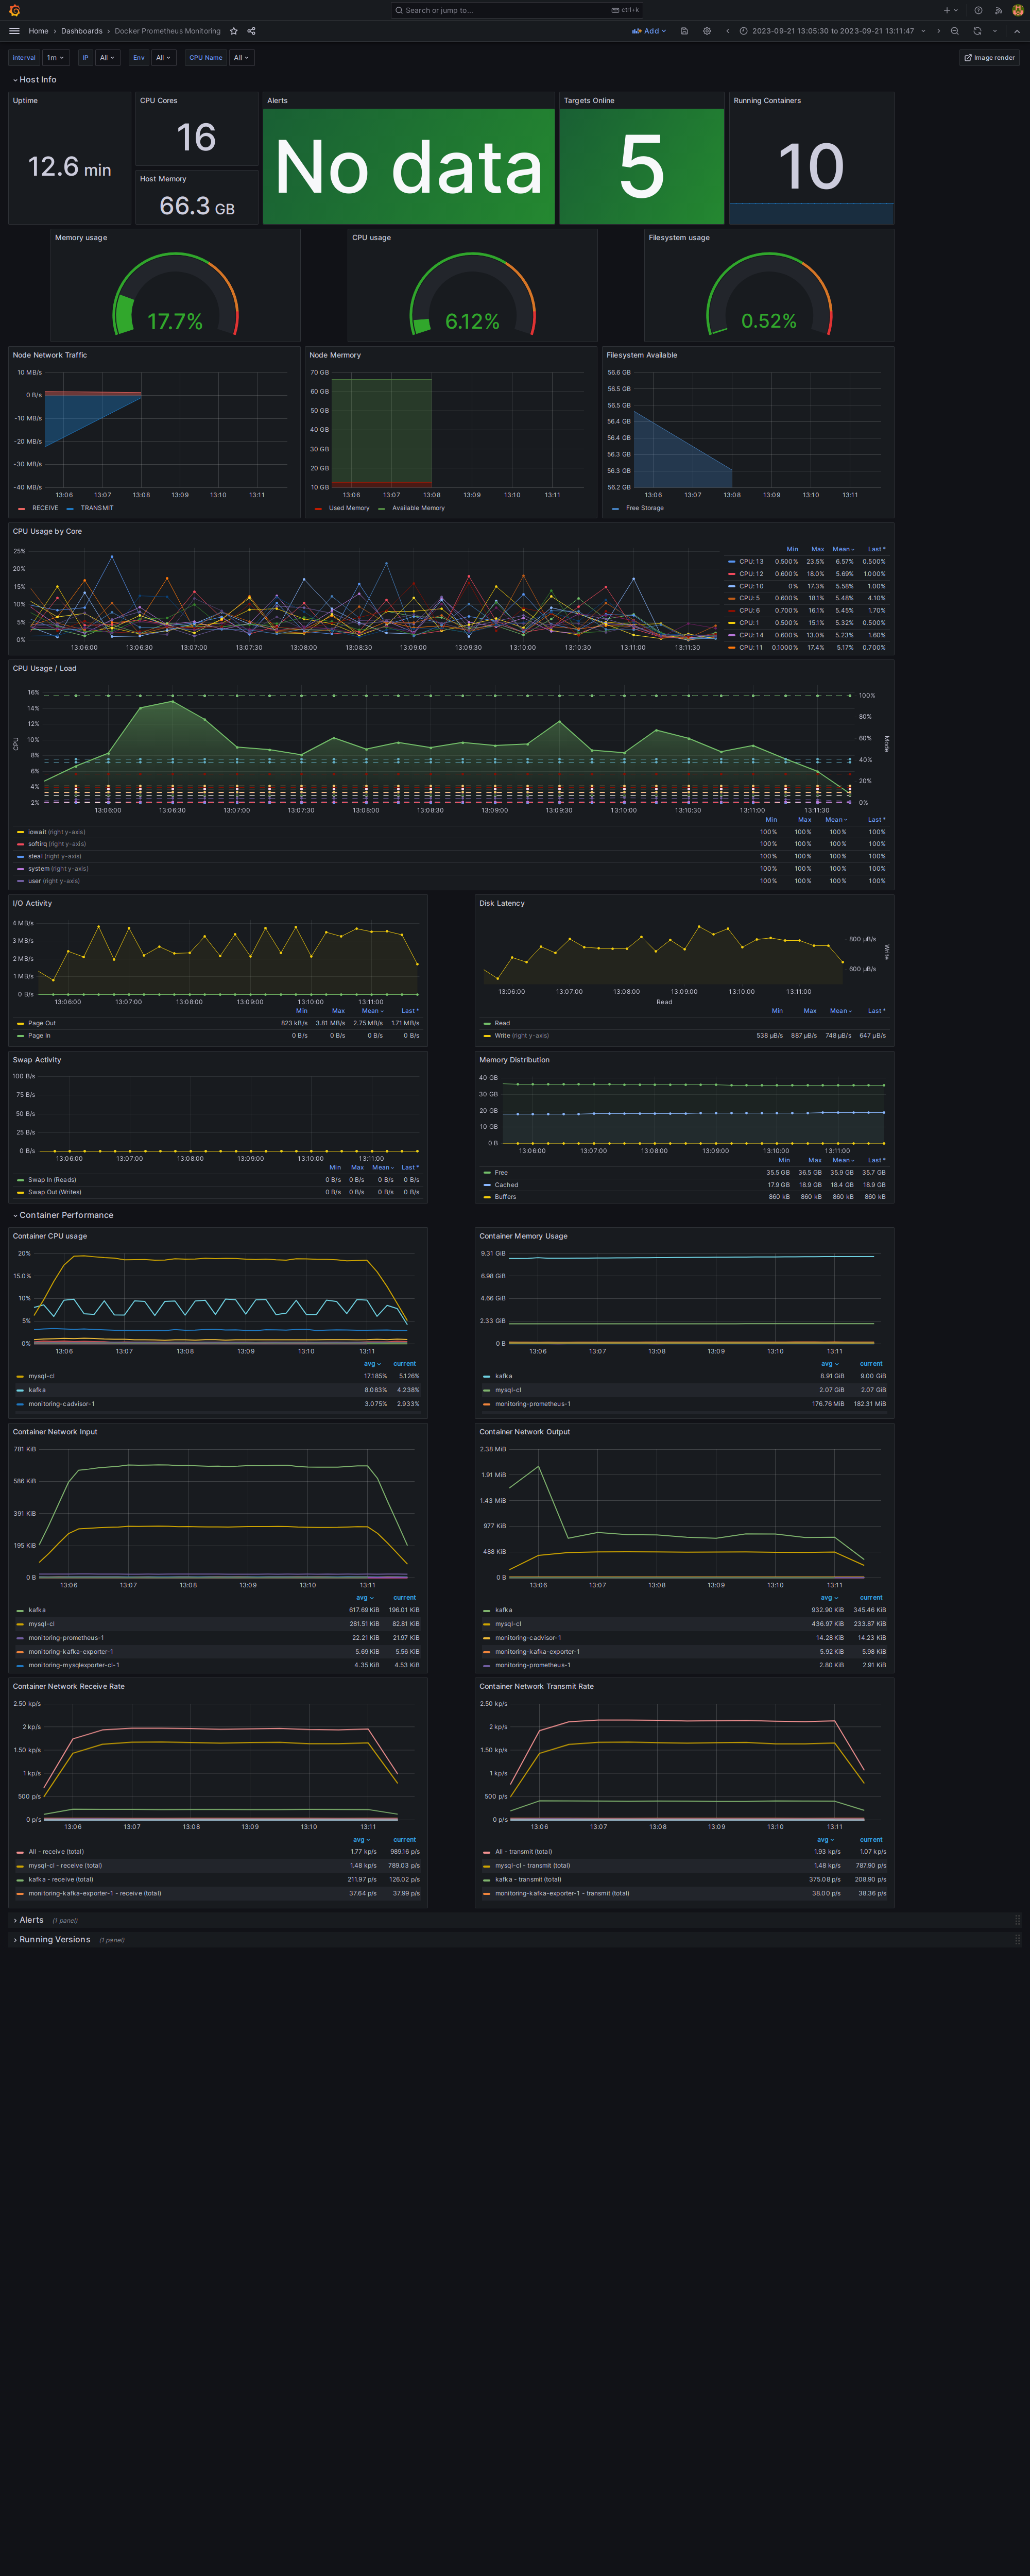 Search or jump to... ctrl+k
Home › Dashboards › Docker Prometheus Monitoring
Add
2023-09-21 13:05:30 to 2023-09-21 13:11:47
Interval 1m IP All Env All CPU Name All
Image render
Host Info
Uptime
12.6 min
CPU Cores
16
Host Memory
66.3 GB
Alerts
No data
Targets Online
5
Running Containers
10
Memory usage
17.7%
CPU usage
6.12%
Filesystem usage
0.52%
Node Network Traffic
10 MB/s
0 B/s
-10 MB/s
-20 MB/s
-30 MB/s
-40 MB/s
13:06 13:07 13:08 13:09 13:10 13:11
RECEIVE TRANSMIT
Node Mermory
70 GB
60 GB
50 GB
40 GB
30 GB
20 GB
10 GB
13:06 13:07 13:08 13:09 13:10 13:11
Used Memory Available Memory
Filesystem Available
56.6 GB
56.5 GB
56.5 GB
56.4 GB
56.4 GB
56.3 GB
56.3 GB
56.2 GB
13:06 13:07 13:08 13:09 13:10 13:11
Free Storage
CPU Usage by Core
25%
20%
15%
10%
5%
0%
13:06:00 13:06:30 13:07:00 13:07:30 13:08:00 13:08:30 13:09:00 13:09:30 13:10:00 13:10:30 13:11:00 13:11:30
Min Max Mean Last *
CPU: 13 0.500% 23.5% 6.57% 0.500%
CPU: 12 0.600% 18.0% 5.69% 1.000%
CPU: 10 0% 17.3% 5.58% 1.00%
CPU: 5 0.600% 18.1% 5.48% 4.10%
CPU: 6 0.700% 16.1% 5.45% 1.70%
CPU: 1 0.500% 15.1% 5.32% 0.500%
CPU: 14 0.600% 13.0% 5.23% 1.60%
CPU: 11 0.1000% 17.4% 5.17% 0.700%
CPU Usage / Load
CPU
16%
14%
12%
10%
8%
6%
4%
2%
Mode
100%
80%
60%
40%
20%
0%
13:06:00 13:06:30 13:07:00 13:07:30 13:08:00 13:08:30 13:09:00 13:09:30 13:10:00 13:10:30 13:11:00 13:11:30
Min Max Mean Last *
iowait (right y-axis) 100% 100% 100% 100%
softirq (right y-axis) 100% 100% 100% 100%
steal (right y-axis) 100% 100% 100% 100%
system (right y-axis) 100% 100% 100% 100%
user (right y-axis) 100% 100% 100% 100%
I/O Activity
4 MB/s
3 MB/s
2 MB/s
1 MB/s
0 B/s
13:06:00 13:07:00 13:08:00 13:09:00 13:10:00 13:11:00
Min Max Mean Last *
Page Out 823 kB/s 3.81 MB/s 2.75 MB/s 1.71 MB/s
Page In 0 B/s 0 B/s 0 B/s 0 B/s
Disk Latency
800 µB/s
600 µB/s
Write
13:06:00 13:07:00 13:08:00 13:09:00 13:10:00 13:11:00
Read
Min Max Mean Last *
Read
Write (right y-axis) 538 µB/s 887 µB/s 748 µB/s 647 µB/s
Swap Activity
100 B/s
75 B/s
50 B/s
25 B/s
0 B/s
13:06:00 13:07:00 13:08:00 13:09:00 13:10:00 13:11:00
Min Max Mean Last *
Swap In (Reads) 0 B/s 0 B/s 0 B/s 0 B/s
Swap Out (Writes) 0 B/s 0 B/s 0 B/s 0 B/s
Memory Distribution
40 GB
30 GB
20 GB
10 GB
0 B
13:06:00 13:07:00 13:08:00 13:09:00 13:10:00 13:11:00
Min Max Mean Last *
Free 35.5 GB 36.5 GB 35.9 GB 35.7 GB
Cached 17.9 GB 18.9 GB 18.4 GB 18.9 GB
Buffers 860 kB 860 kB 860 kB 860 kB
Container Performance
Container CPU usage
20%
15.0%
10%
5%
0%
13:06 13:07 13:08 13:09 13:10 13:11
avg current
mysql-cl 17.185% 5.126%
kafka 8.083% 4.238%
monitoring-cadvisor-1 3.075% 2.933%
Container Memory Usage
9.31 GiB
6.98 GiB
4.66 GiB
2.33 GiB
0 B
13:06 13:07 13:08 13:09 13:10 13:11
avg current
kafka 8.91 GiB 9.00 GiB
mysql-cl 2.07 GiB 2.07 GiB
monitoring-prometheus-1 176.76 MiB 182.31 MiB
Container Network Input
781 KiB
586 KiB
391 KiB
195 KiB
0 B
13:06 13:07 13:08 13:09 13:10 13:11
avg current
kafka 617.69 KiB 196.01 KiB
mysql-cl 281.51 KiB 82.81 KiB
monitoring-prometheus-1 22.21 KiB 21.97 KiB
monitoring-kafka-exporter-1 5.69 KiB 5.56 KiB
monitoring-mysqlexporter-cl-1 4.35 KiB 4.53 KiB
Container Network Output
2.38 MiB
1.91 MiB
1.43 MiB
977 KiB
488 KiB
0 B
13:06 13:07 13:08 13:09 13:10 13:11
avg current
kafka 932.90 KiB 345.46 KiB
mysql-cl 436.97 KiB 233.87 KiB
monitoring-cadvisor-1 14.28 KiB 14.23 KiB
monitoring-kafka-exporter-1 5.92 KiB 5.98 KiB
monitoring-prometheus-1 2.80 KiB 2.91 KiB
Container Network Receive Rate
2.50 kp/s
2 kp/s
1.50 kp/s
1 kp/s
500 p/s
0 p/s
13:06 13:07 13:08 13:09 13:10 13:11
avg current
All - receive (total) 1.77 kp/s 989.16 p/s
mysql-cl - receive (total) 1.48 kp/s 789.03 p/s
kafka - receive (total) 211.97 p/s 126.02 p/s
monitoring-kafka-exporter-1 - receive (total) 37.64 p/s 37.99 p/s
Container Network Transmit Rate
2.50 kp/s
2 kp/s
1.50 kp/s
1 kp/s
500 p/s
0 p/s
13:06 13:07 13:08 13:09 13:10 13:11
avg current
All - transmit (total) 1.93 kp/s 1.07 kp/s
mysql-cl - transmit (total) 1.48 kp/s 787.90 p/s
kafka - transmit (total) 375.08 p/s 208.90 p/s
monitoring-kafka-exporter-1 - transmit (total) 38.00 p/s 38.36 p/s
Alerts (1 panel)
Running Versions (1 panel)